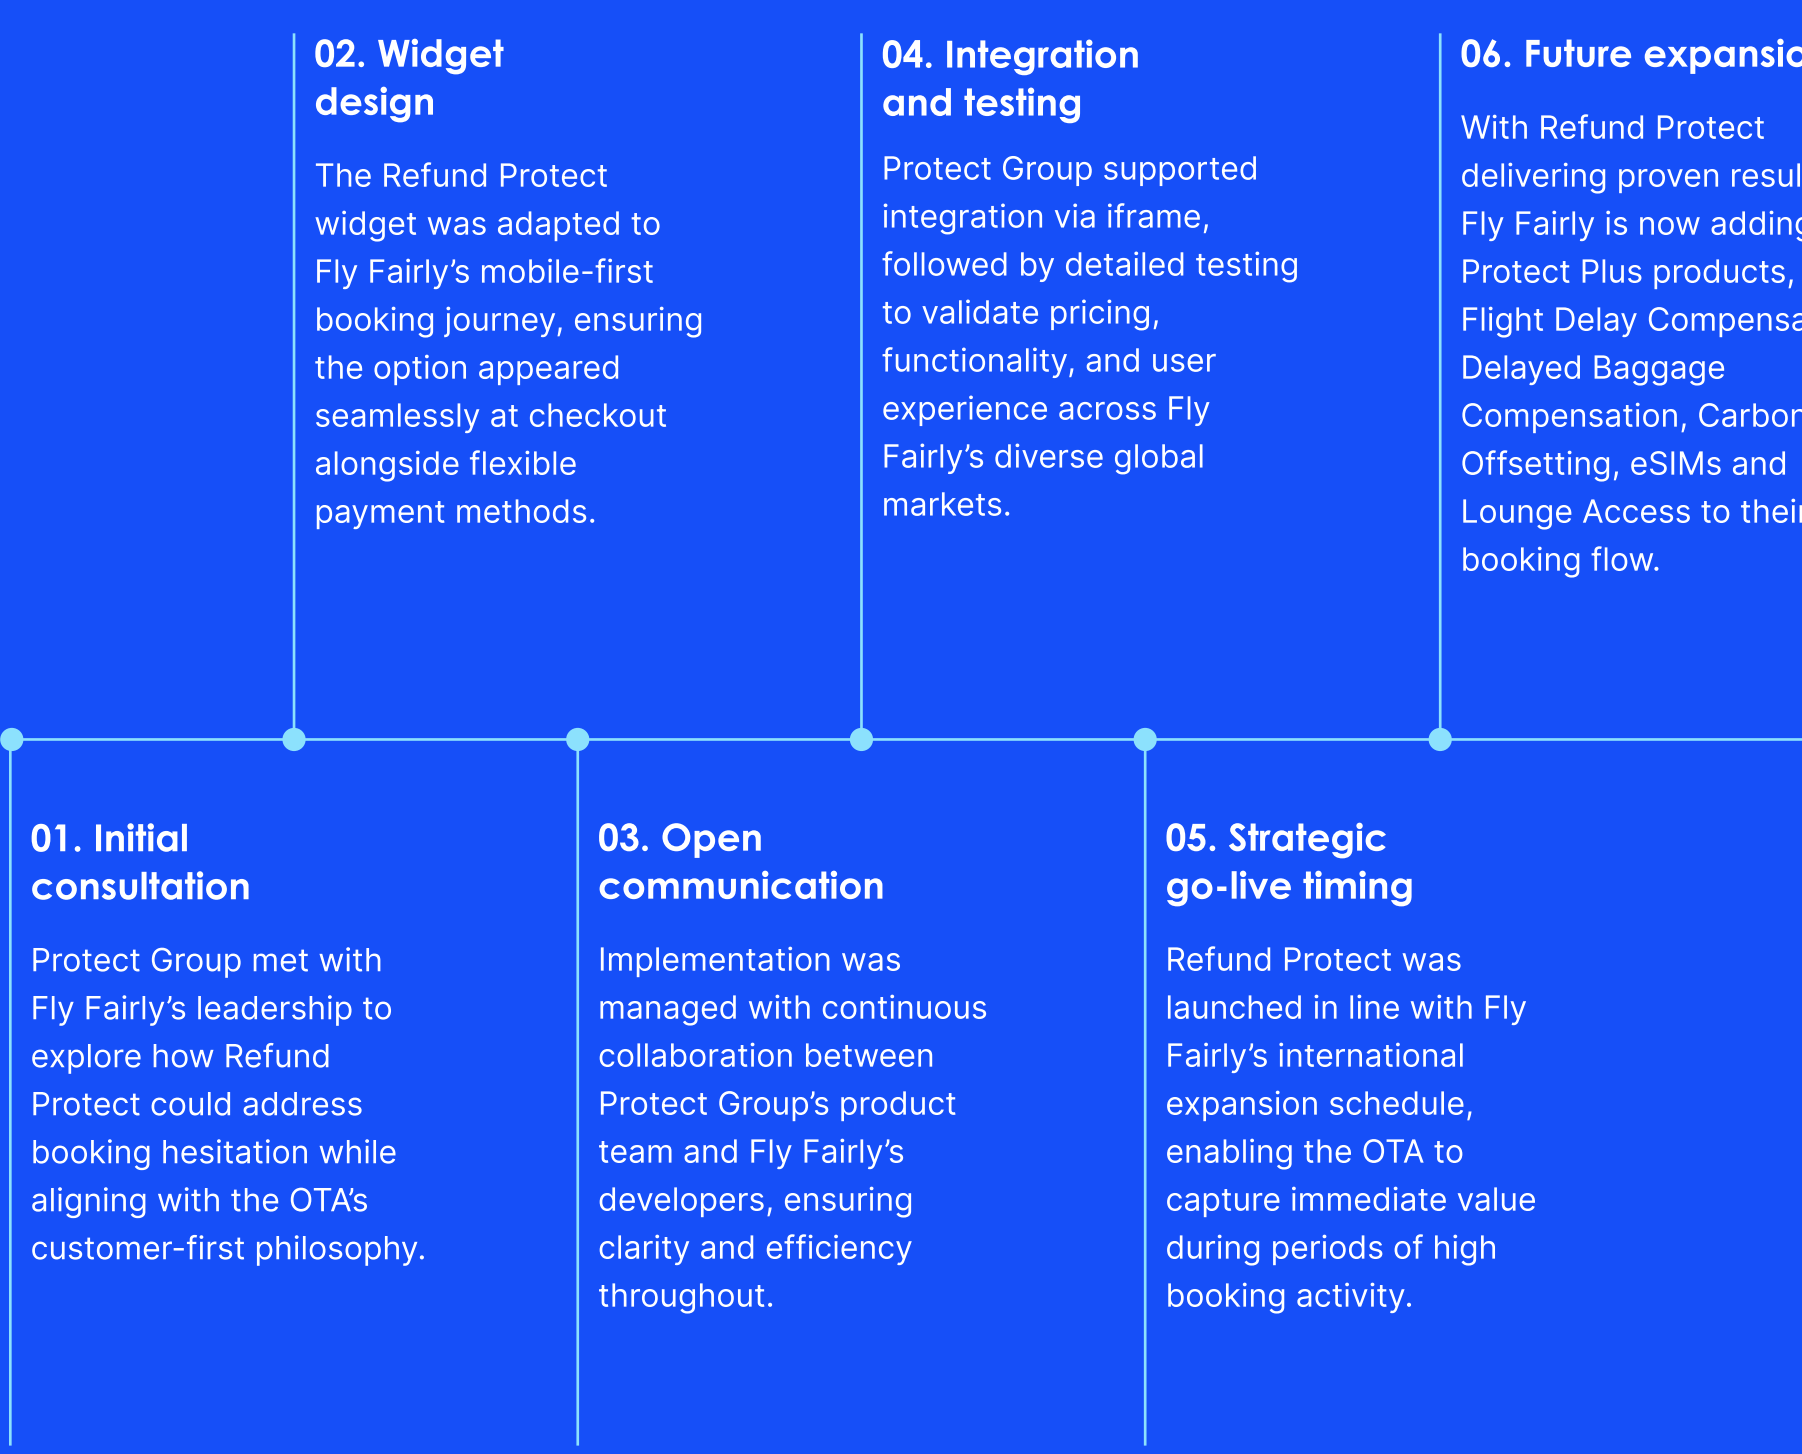 02. Widget
design
The Refund Protect
widget was adapted to
Fly Fairly’s mobile-first
booking journey, ensuring
the option appeared
seamlessly at checkout
alongside flexible
payment methods.
04. Integration
and testing
Protect Group supported
integration via iframe,
followed by detailed testing
to validate pricing,
functionality, and user
experience across Fly
Fairly’s diverse global
markets.
06. Future
With Refund Protect
delivering proven
Fly Fairly is now
Protect Plus products,
Flight Delay
Delayed Baggage
Compensation,
Offsetting, eSIMs and
Lounge Access to
booking flow.
01. Initial
consultation
Protect Group met with
Fly Fairly’s leadership to
explore how Refund
Protect could address
booking hesitation while
aligning with the OTA’s
customer-first philosophy.
03. Open
communication
Implementation was
managed with continuous
collaboration between
Protect Group’s product
team and Fly Fairly’s
developers, ensuring
clarity and efficiency
throughout.
05. Strategic
go-live timing
Refund Protect was
launched in line with Fly
Fairly’s international
expansion schedule,
enabling the OTA to
capture immediate value
during periods of high
booking activity.